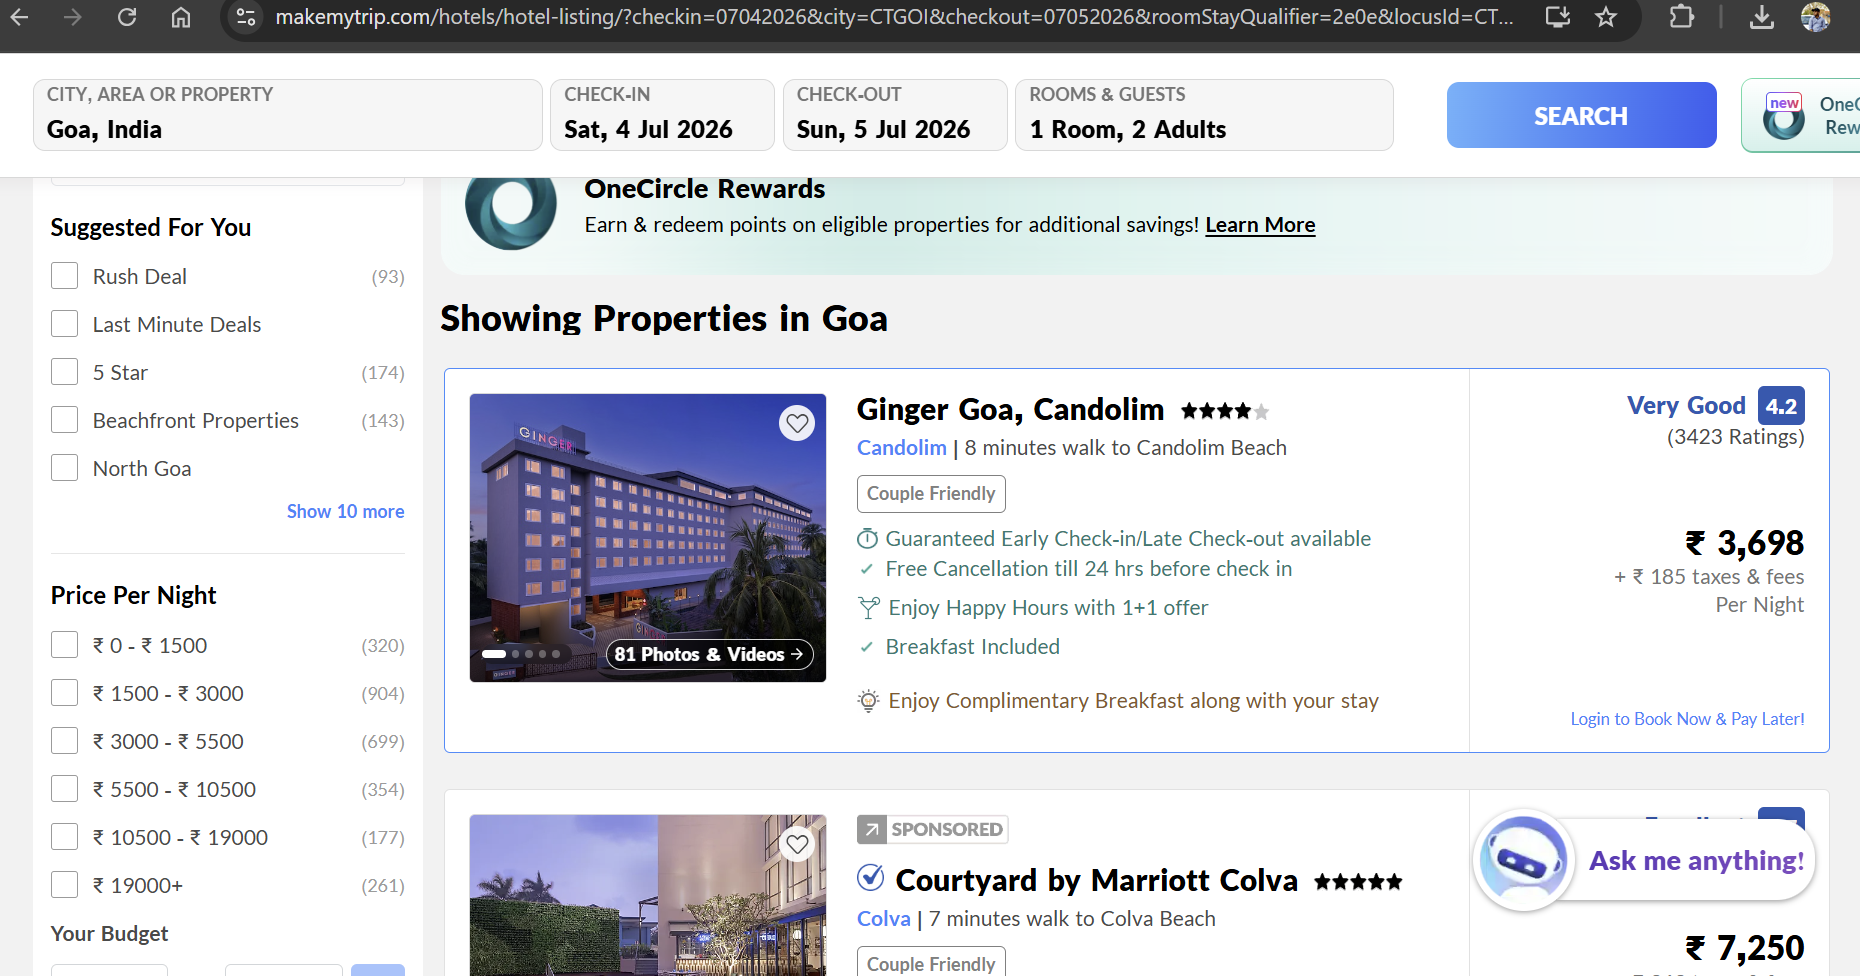 makemytrip.com/hotels/hotel-listing/?checkin=07042026&city=CTGOI&checkout=07052026&roomStayQualifier=2e0e&locusId=CT...
CITY, AREA OR PROPERTY
Goa, India
CHECK-IN
Sat, 4 Jul 2026
CHECK-OUT
Sun, 5 Jul 2026
ROOMS & GUESTS
1 Room, 2 Adults
SEARCH
new
OneC
Rew
OneCircle Rewards
Earn & redeem points on eligible properties for additional savings! Learn More
Suggested For You
Rush Deal (93)
Last Minute Deals
5 Star (174)
Beachfront Properties (143)
North Goa
Show 10 more
Price Per Night
₹ 0 - ₹ 1500 (320)
₹ 1500 - ₹ 3000 (904)
₹ 3000 - ₹ 5500 (699)
₹ 5500 - ₹ 10500 (354)
₹ 10500 - ₹ 19000 (177)
₹ 19000+ (261)
Your Budget
Showing Properties in Goa
GINGER
GINGER
81 Photos & Videos
Ginger Goa, Candolim
Candolim | 8 minutes walk to Candolim Beach
Couple Friendly
Guaranteed Early Check-in/Late Check-out available
Free Cancellation till 24 hrs before check in
Enjoy Happy Hours with 1+1 offer
Breakfast Included
Enjoy Complimentary Breakfast along with your stay
Very Good 4.2
(3423 Ratings)
₹ 3,698
+ ₹ 185 taxes & fees
Per Night
Login to Book Now & Pay Later!
SPONSORED
Courtyard by Marriott Colva
Colva | 7 minutes walk to Colva Beach
Couple Friendly
Ask me anything!
₹ 7,250